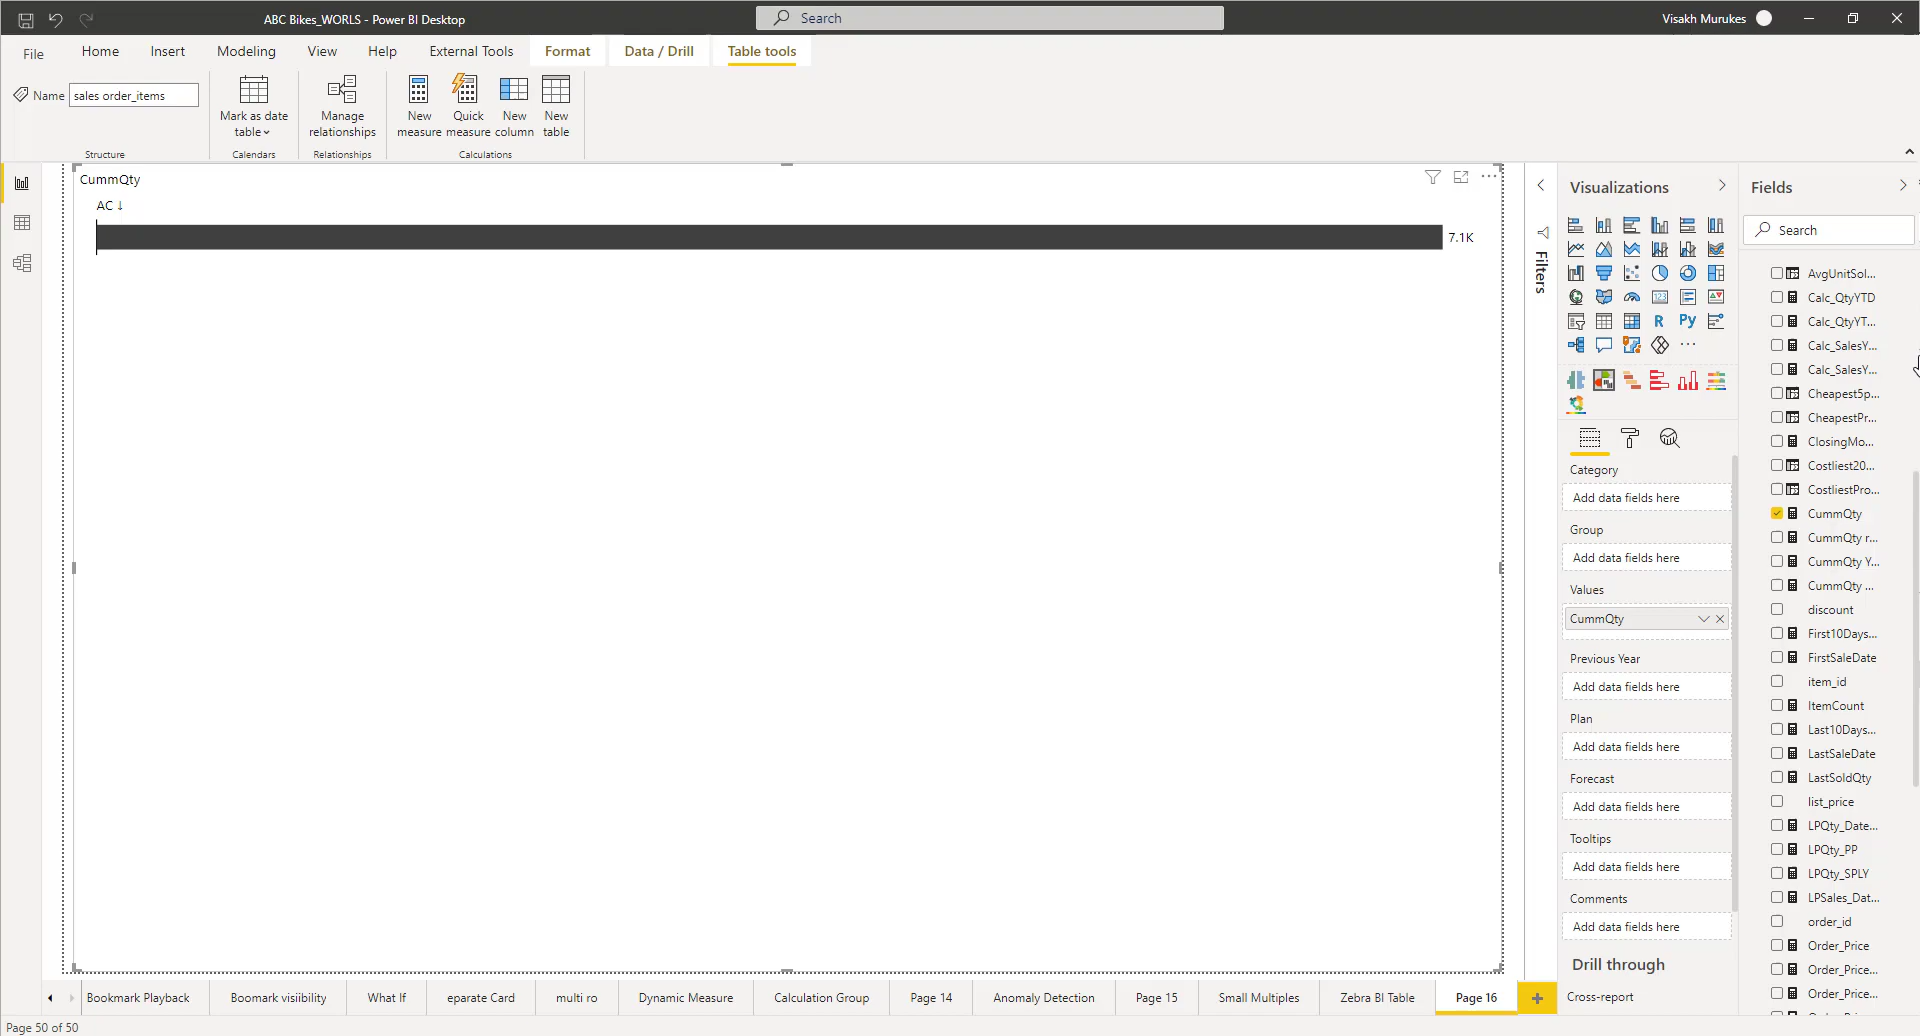 ABC Bikes_WORLS - Power BI Desktop
Search
Visakh Murukes
File
Home
Insert
Modeling
View
Help
External Tools
Format
Data / Drill
Table tools
Name
sales order_items
Mark as date
table
Manage
relationships
New
measure
Quick
measure
New
column
New
table
Structure
Calendars
Relationships
Calculations
CummQty
AC ↓
7.1K
Filters
Visualizations
R
Py
Category
Add data fields here
Group
Add data fields here
Values
CummQty
Previous Year
Add data fields here
Plan
Add data fields here
Forecast
Add data fields here
Tooltips
Add data fields here
Comments
Add data fields here
Drill through
Cross-report
Fields
Search
AvgUnitSol...
Calc_QtyYTD
Calc_QtyYT...
Calc_SalesY...
Calc_SalesY...
Cheapest5p...
CheapestPr...
ClosingMo...
Costliest20...
CostliestPro...
CummQty
CummQty r...
CummQty Y...
CummQty ...
discount
First10Days...
FirstSaleDate
item_id
ItemCount
Last10Days...
LastSaleDate
LastSoldQty
list_price
LPQty_Date...
LPQty_PP
LPQty_SPLY
LPSales_Dat...
order_id
Order_Price
Order_Price...
Order_Price...
Bookmark Playback
Boomark visiibility
What If
eparate Card
multi ro
Dynamic Measure
Calculation Group
Page 14
Anomaly Detection
Page 15
Small Multiples
Zebra BI Table
Page 16
Page 50 of 50